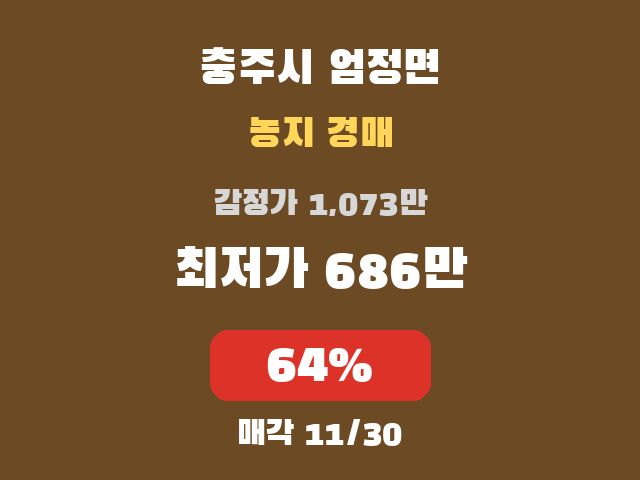 충주시 엄정면
농지 경매
감정가 1,073만
최저가 686만
64%
매각 11/30